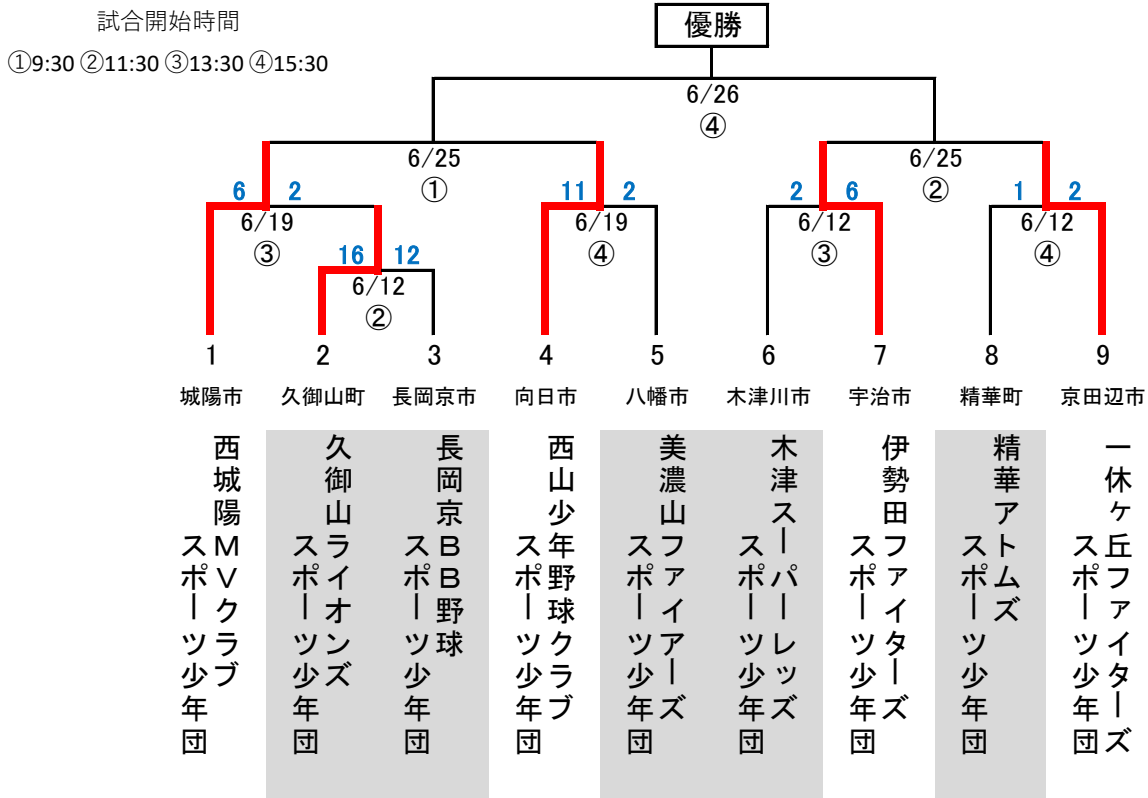 試合開始時間
①9:30 ②11:30 ③13:30 ④15:30
優勝
6/26
④
6/25
①
6/25
②
6 2
6/19
③
11 2
6/19
④
2 6
6/12
③
1 2
6/12
④
16 12
6/12
②
1 2 3 4 5 6 7 8 9
城陽市 久御山町 長岡京市 向日市 八幡市 木津川市 宇治市 精華町 京田辺市
西城陽ＭＶクラブ
スポーツ少年団
久御山ライオンズ
スポーツ少年団
長岡京ＢＢ野球
スポーツ少年団
西山少年野球クラブ
スポーツ少年団
美濃山ファイアーズ
スポーツ少年団
木津スーパーレッズ
スポーツ少年団
伊勢田ファイターズ
スポーツ少年団
精華アトムズ
スポーツ少年団
一休ヶ丘ファイターズ
スポーツ少年団